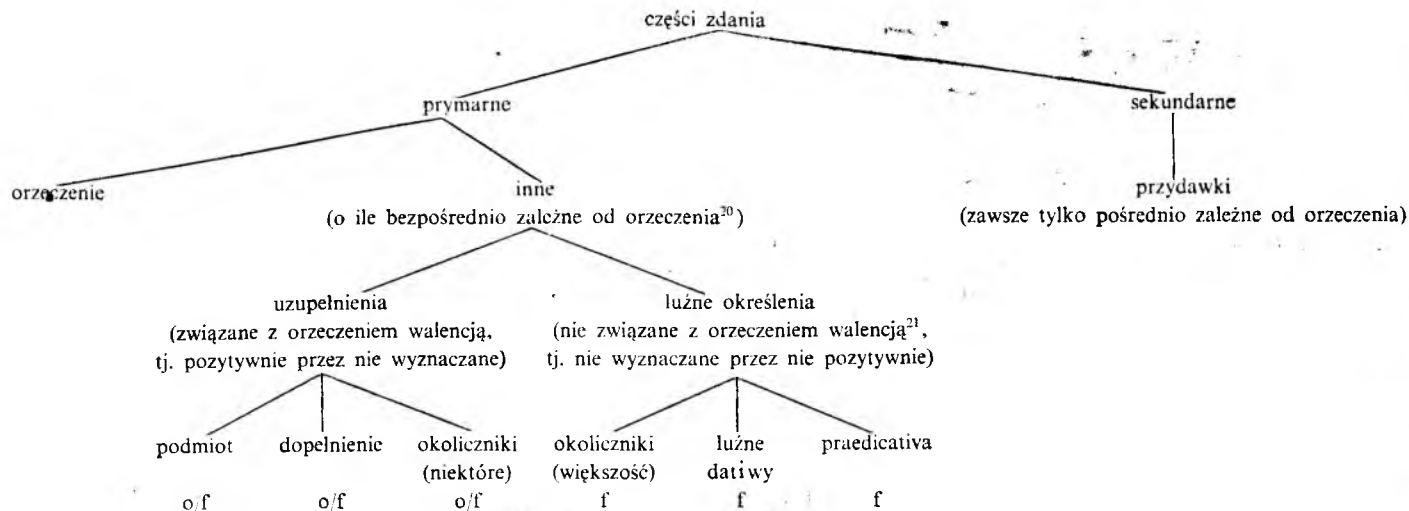 części zdania
prymarne
sekundarne
orzeczenie
inne
(o ile bezpośrednio zależne od orzeczenia²⁰)
przydawki
(zawsze tylko pośrednio zależne od orzeczenia)
uzupełnienia
(związane z orzeczeniem walencją,
tj. pozytywnie przez nie wyznaczane)
luźne określenia
(nie związane z orzeczeniem walencją²¹,
tj. nie wyznaczane przez nie pozytywnie)
podmiot
dopełnienie
okoliczniki
(niektóre)
okoliczniki
(większość)
luźne
datiwy
praedicativa
o/f
o/f
o/f
f
f
f